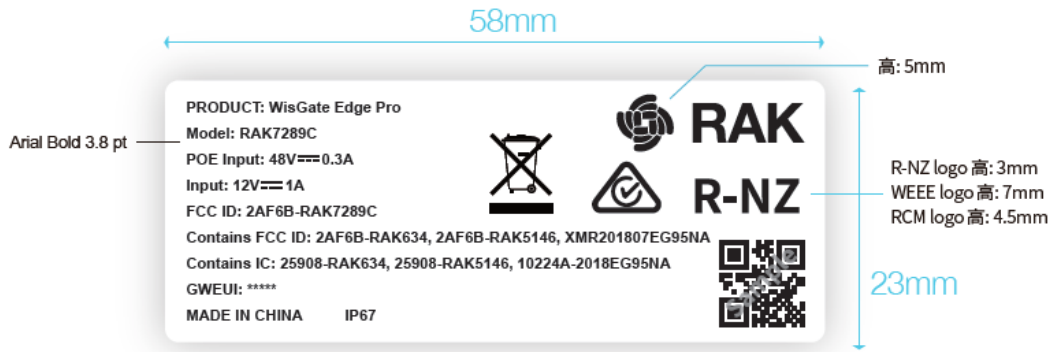 58mm
高: 5mm
Arial Bold 3.8 pt
PRODUCT: WisGate Edge Pro
Model: RAK7289C
POE Input: 48V⎓0.3A
Input: 12V⎓1A
FCC ID: 2AF6B-RAK7289C
Contains FCC ID: 2AF6B-RAK634, 2AF6B-RAK5146, XMR201807EG95NA
Contains IC: 25908-RAK634, 25908-RAK5146, 10224A-2018EG95NA
GWEUI: *****
MADE IN CHINA IP67
RAK
R-NZ
Sample
R-NZ logo 高: 3mm
WEEE logo 高: 7mm
RCM logo 高: 4.5mm
23mm